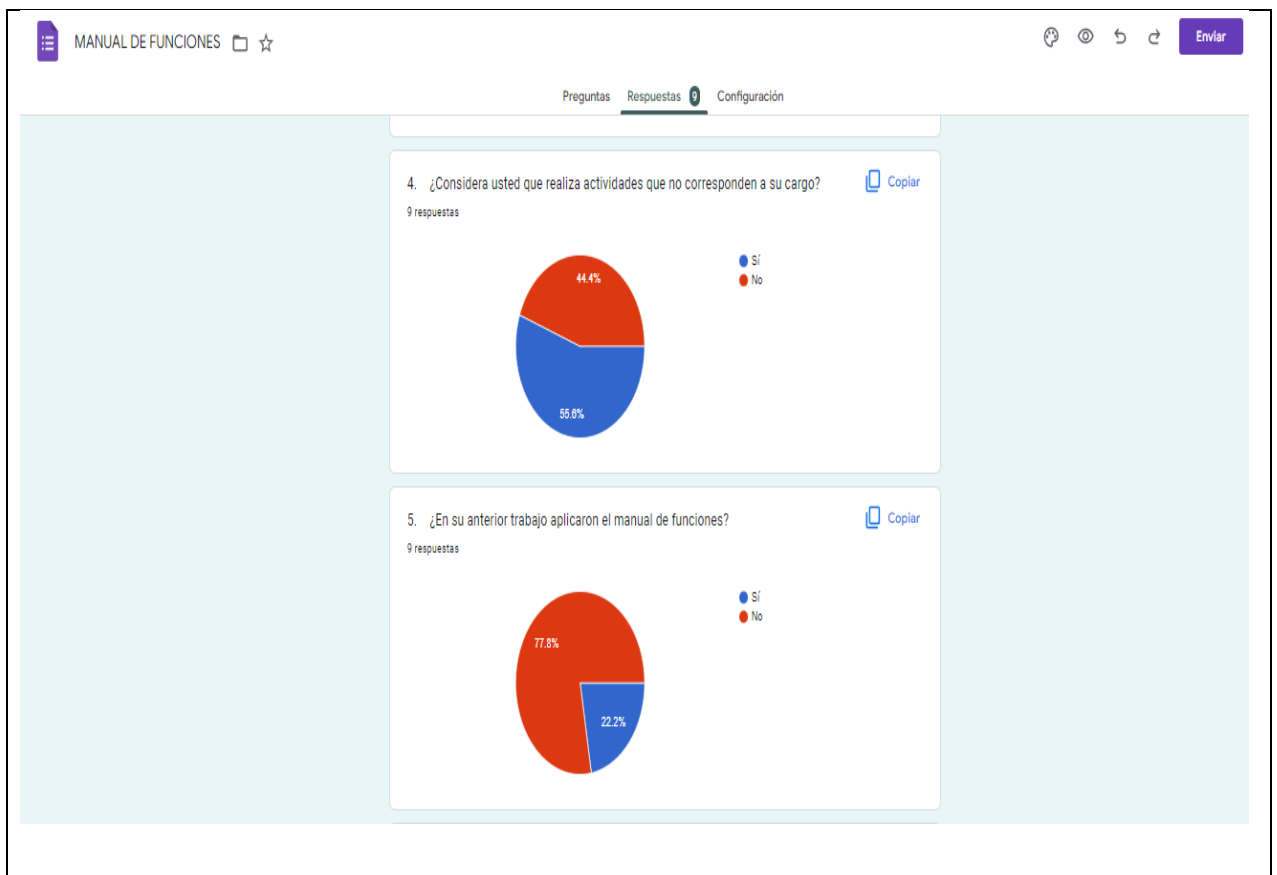 MANUAL DE FUNCIONES
Enviar
Preguntas Respuestas 9 Configuración
4. ¿Considera usted que realiza actividades que no corresponden a su cargo?
Copiar
9 respuestas
Sí
No
44.4%
55.6%
5. ¿En su anterior trabajo aplicaron el manual de funciones?
Copiar
9 respuestas
Sí
No
77.8%
22.2%